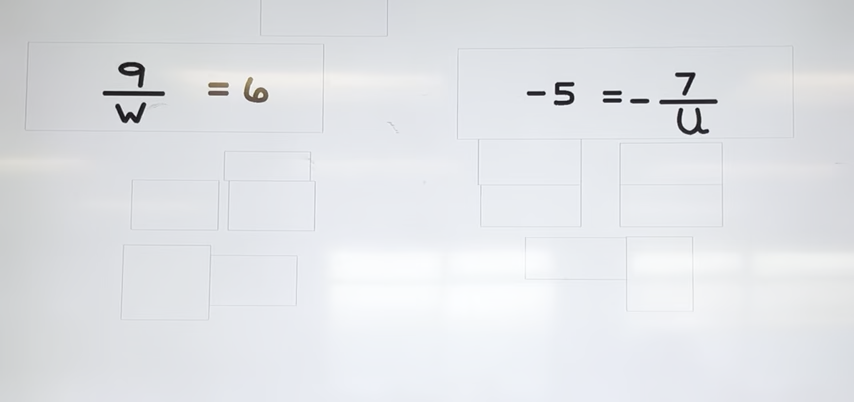 9/w = 6
-5 = - 7/u